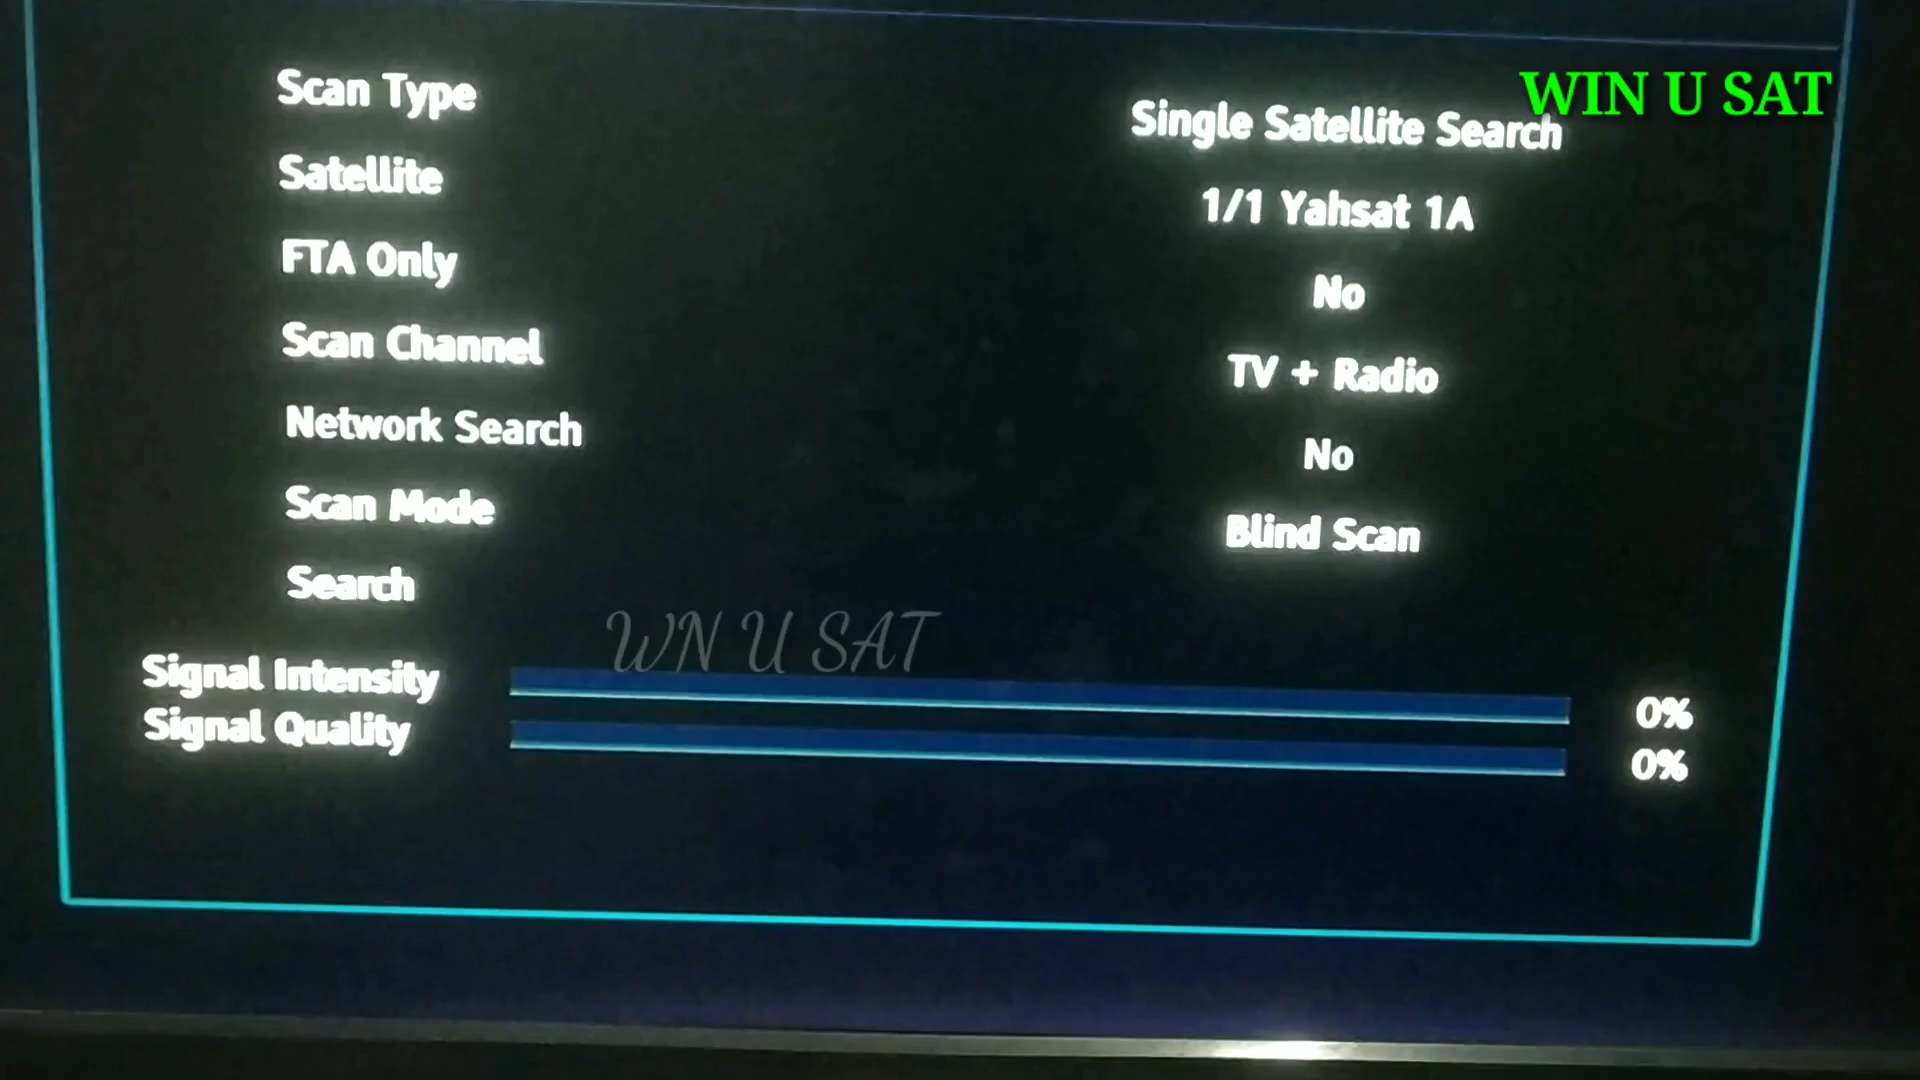 WIN U SAT
Scan Type Single Satellite Search
Satellite 1/1 Yahsat 1A
FTA Only No
Scan Channel TV + Radio
Network Search No
Scan Mode Blind Scan
Search
WN U SAT
Signal Intensity 0%
Signal Quality 0%